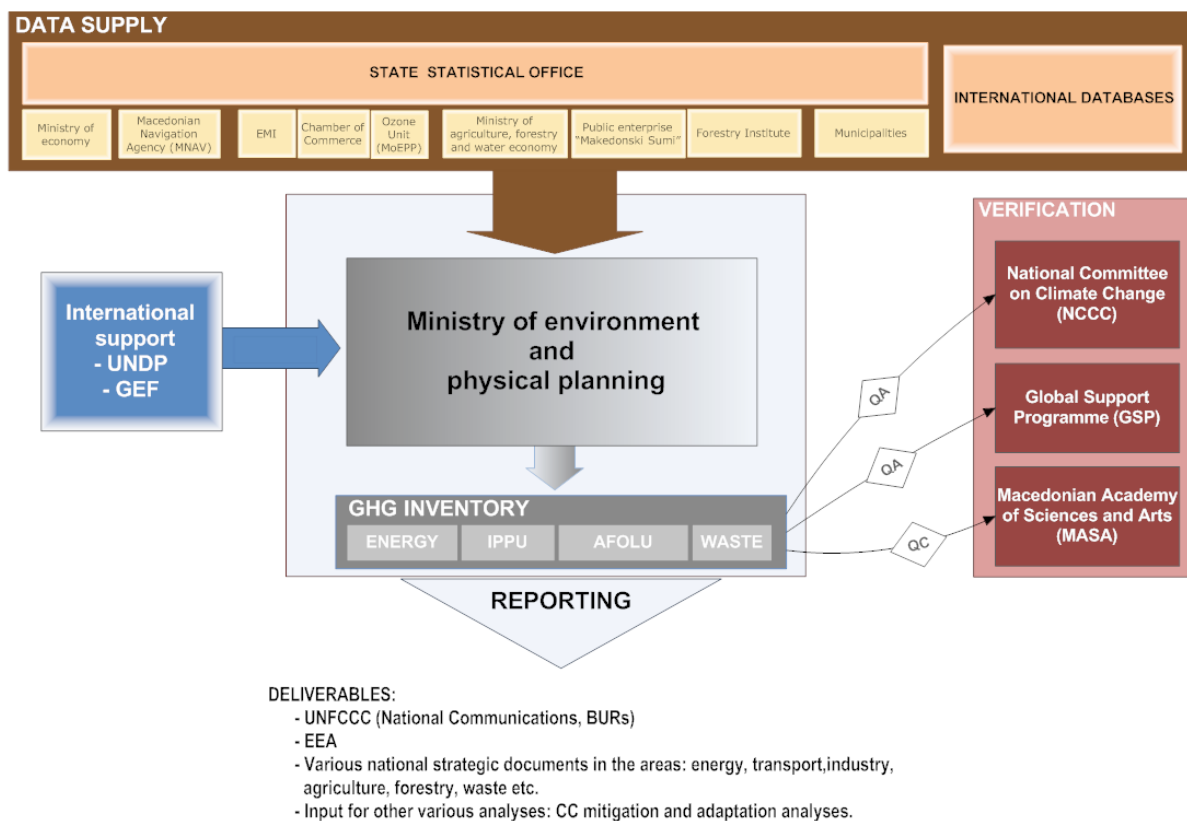 DATA SUPPLY
STATE STATISTICAL OFFICE
INTERNATIONAL DATABASES
Ministry of
economy
Macedonian
Navigation
Agency (MNAV)
EMI
Chamber of
Commerce
Ozone
Unit
(MoEPP)
Ministry of
agriculture, forestry
and water economy
Public enterprise
“Makedonski Sumi”
Forestry Institute
Municipalities
International
support
- UNDP
- GEF
Ministry of environment
and
physical planning
VERIFICATION
National Committee
on Climate Change
(NCCC)
QA
Global Support
Programme (GSP)
QA
Macedonian Academy
of Sciences and Arts
(MASA)
QC
GHG INVENTORY
ENERGY
IPPU
AFOLU
WASTE
REPORTING
DELIVERABLES:
- UNFCCC (National Communications, BURs)
- EEA
- Various national strategic documents in the areas: energy, transport,industry,
agriculture, forestry, waste etc.
- Input for other various analyses: CC mitigation and adaptation analyses.